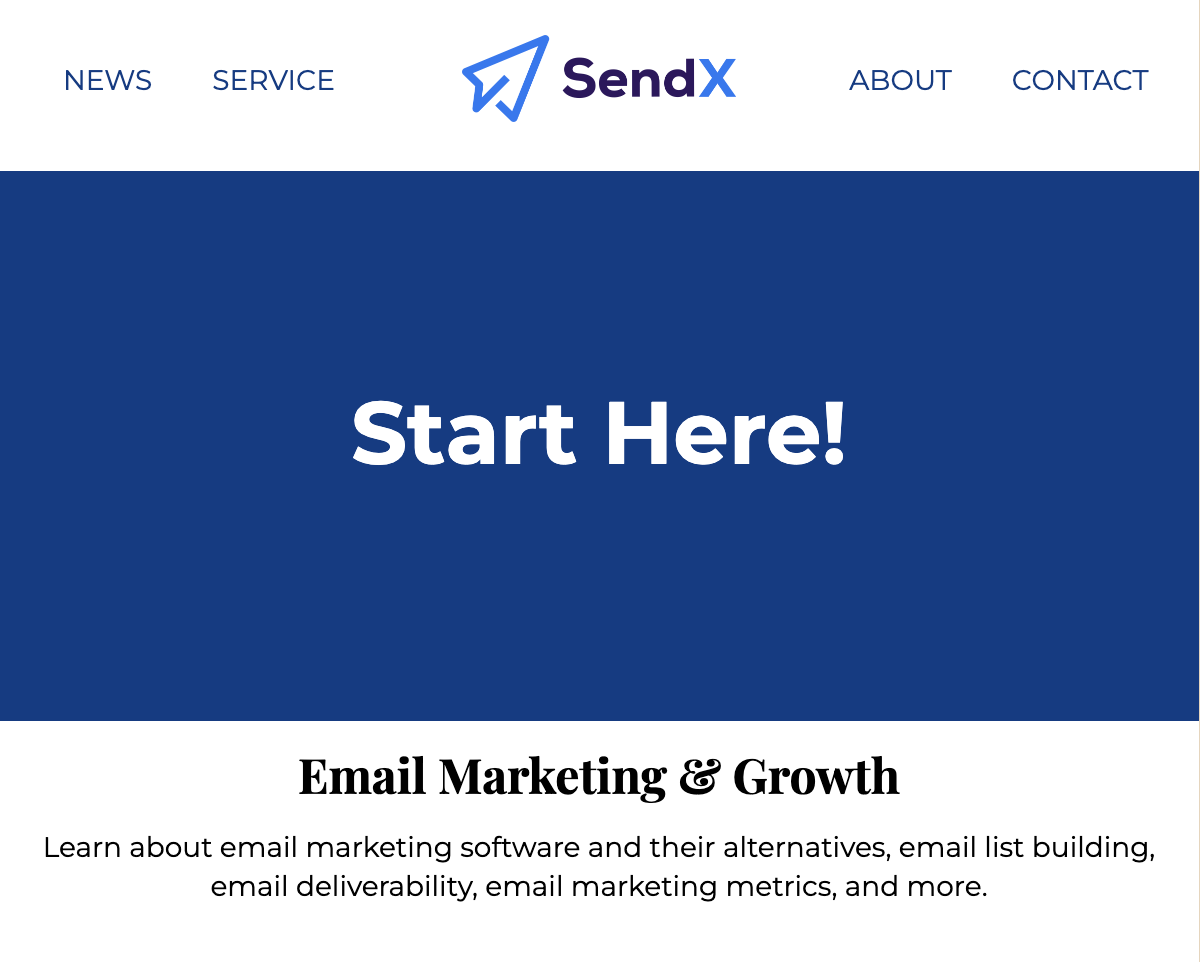 NEWS SERVICE SendX ABOUT CONTACT
Start Here!
Email Marketing & Growth
Learn about email marketing software and their alternatives, email list building,
email deliverability, email marketing metrics, and more.